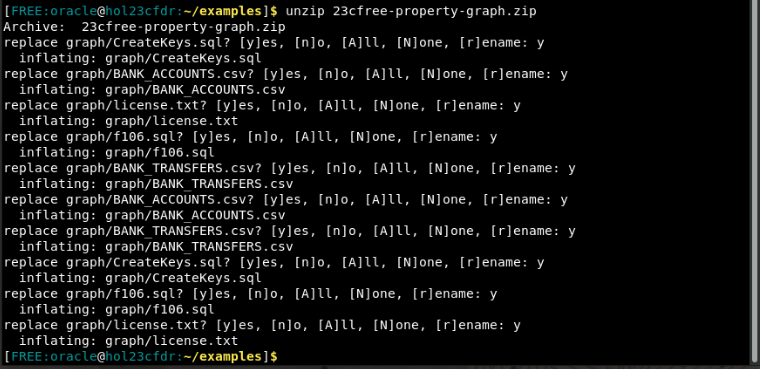 [FREE:oracle@hol23cfdr:~/examples]$ unzip 23cfree-property-graph.zip
Archive:  23cfree-property-graph.zip
replace graph/CreateKeys.sql? [y]es, [n]o, [A]ll, [N]one, [r]ename: y
  inflating: graph/CreateKeys.sql
replace graph/BANK_ACCOUNTS.csv? [y]es, [n]o, [A]ll, [N]one, [r]ename: y
  inflating: graph/BANK_ACCOUNTS.csv
replace graph/license.txt? [y]es, [n]o, [A]ll, [N]one, [r]ename: y
  inflating: graph/license.txt
replace graph/f106.sql? [y]es, [n]o, [A]ll, [N]one, [r]ename: y
  inflating: graph/f106.sql
replace graph/BANK_TRANSFERS.csv? [y]es, [n]o, [A]ll, [N]one, [r]ename: y
  inflating: graph/BANK_TRANSFERS.csv
replace graph/BANK_ACCOUNTS.csv? [y]es, [n]o, [A]ll, [N]one, [r]ename: y
  inflating: graph/BANK_ACCOUNTS.csv
replace graph/BANK_TRANSFERS.csv? [y]es, [n]o, [A]ll, [N]one, [r]ename: y
  inflating: graph/BANK_TRANSFERS.csv
replace graph/CreateKeys.sql? [y]es, [n]o, [A]ll, [N]one, [r]ename: y
  inflating: graph/CreateKeys.sql
replace graph/f106.sql? [y]es, [n]o, [A]ll, [N]one, [r]ename: y
  inflating: graph/f106.sql
replace graph/license.txt? [y]es, [n]o, [A]ll, [N]one, [r]ename: y
  inflating: graph/license.txt
[FREE:oracle@hol23cfdr:~/examples]$